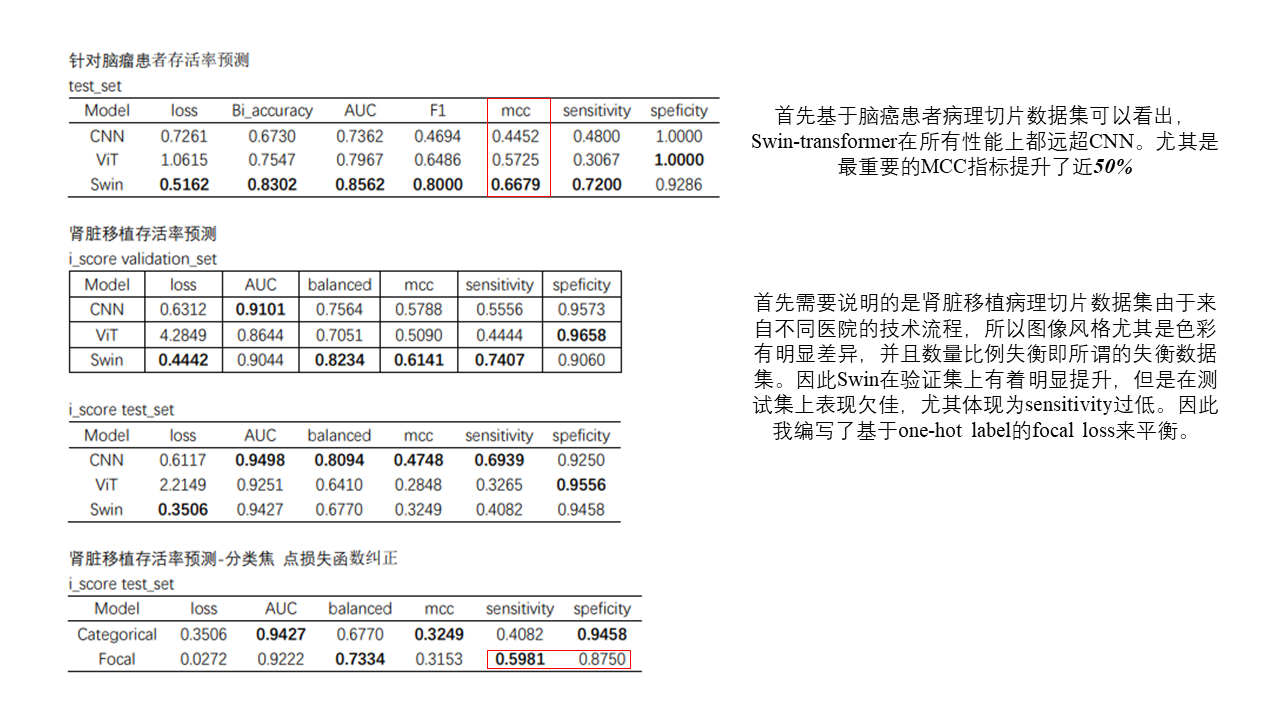 针对脑瘤患者存活率预测
test_set
Model loss Bi_accuracy AUC F1 mcc sensitivity speficity
CNN 0.7261 0.6730 0.7362 0.4694 0.4452 0.4800 1.0000
ViT 1.0615 0.7547 0.7967 0.6486 0.5725 0.3067 1.0000
Swin 0.5162 0.8302 0.8562 0.8000 0.6679 0.7200 0.9286
首先基于脑癌患者病理切片数据集可以看出，
Swin-transformer在所有性能上都远超CNN。尤其是
最重要的MCC指标提升了近50%
肾脏移植存活率预测
i_score validation_set
Model loss AUC balanced mcc sensitivity speficity
CNN 0.6312 0.9101 0.7564 0.5788 0.5556 0.9573
ViT 4.2849 0.8644 0.7051 0.5090 0.4444 0.9658
Swin 0.4442 0.9044 0.8234 0.6141 0.7407 0.9060
首先需要说明的是肾脏移植病理切片数据集由于来
自不同医院的技术流程，所以图像风格尤其是色彩
有明显差异，并且数量比例失衡即所谓的失衡数据
集。因此Swin在验证集上有着明显提升，但是在测
试集上表现欠佳，尤其体现为sensitivity过低。因此
我编写了基于one-hot label的focal loss来平衡。
i_score test_set
Model loss AUC balanced mcc sensitivity speficity
CNN 0.6117 0.9498 0.8094 0.4748 0.6939 0.9250
ViT 2.2149 0.9251 0.6410 0.2848 0.3265 0.9556
Swin 0.3506 0.9427 0.6770 0.3249 0.4082 0.9458
肾脏移植存活率预测-分类焦 点损失函数纠正
i_score test_set
Model loss AUC balanced mcc sensitivity speficity
Categorical 0.3506 0.9427 0.6770 0.3249 0.4082 0.9458
Focal 0.0272 0.9222 0.7334 0.3153 0.5981 0.8750